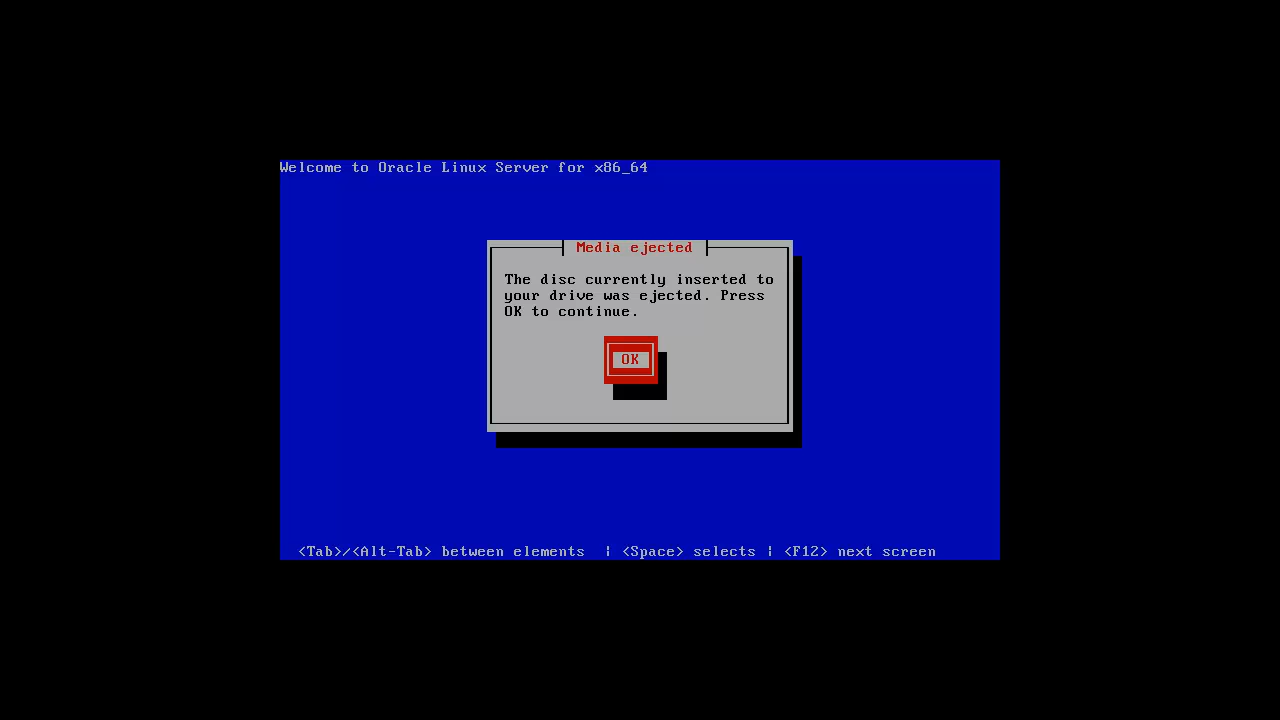 Welcome to Oracle Linux Server for x86_64
Media ejected
The disc currently inserted to
your drive was ejected. Press
OK to continue.
OK
<Tab>/<Alt-Tab> between elements | <Space> selects | <F12> next screen